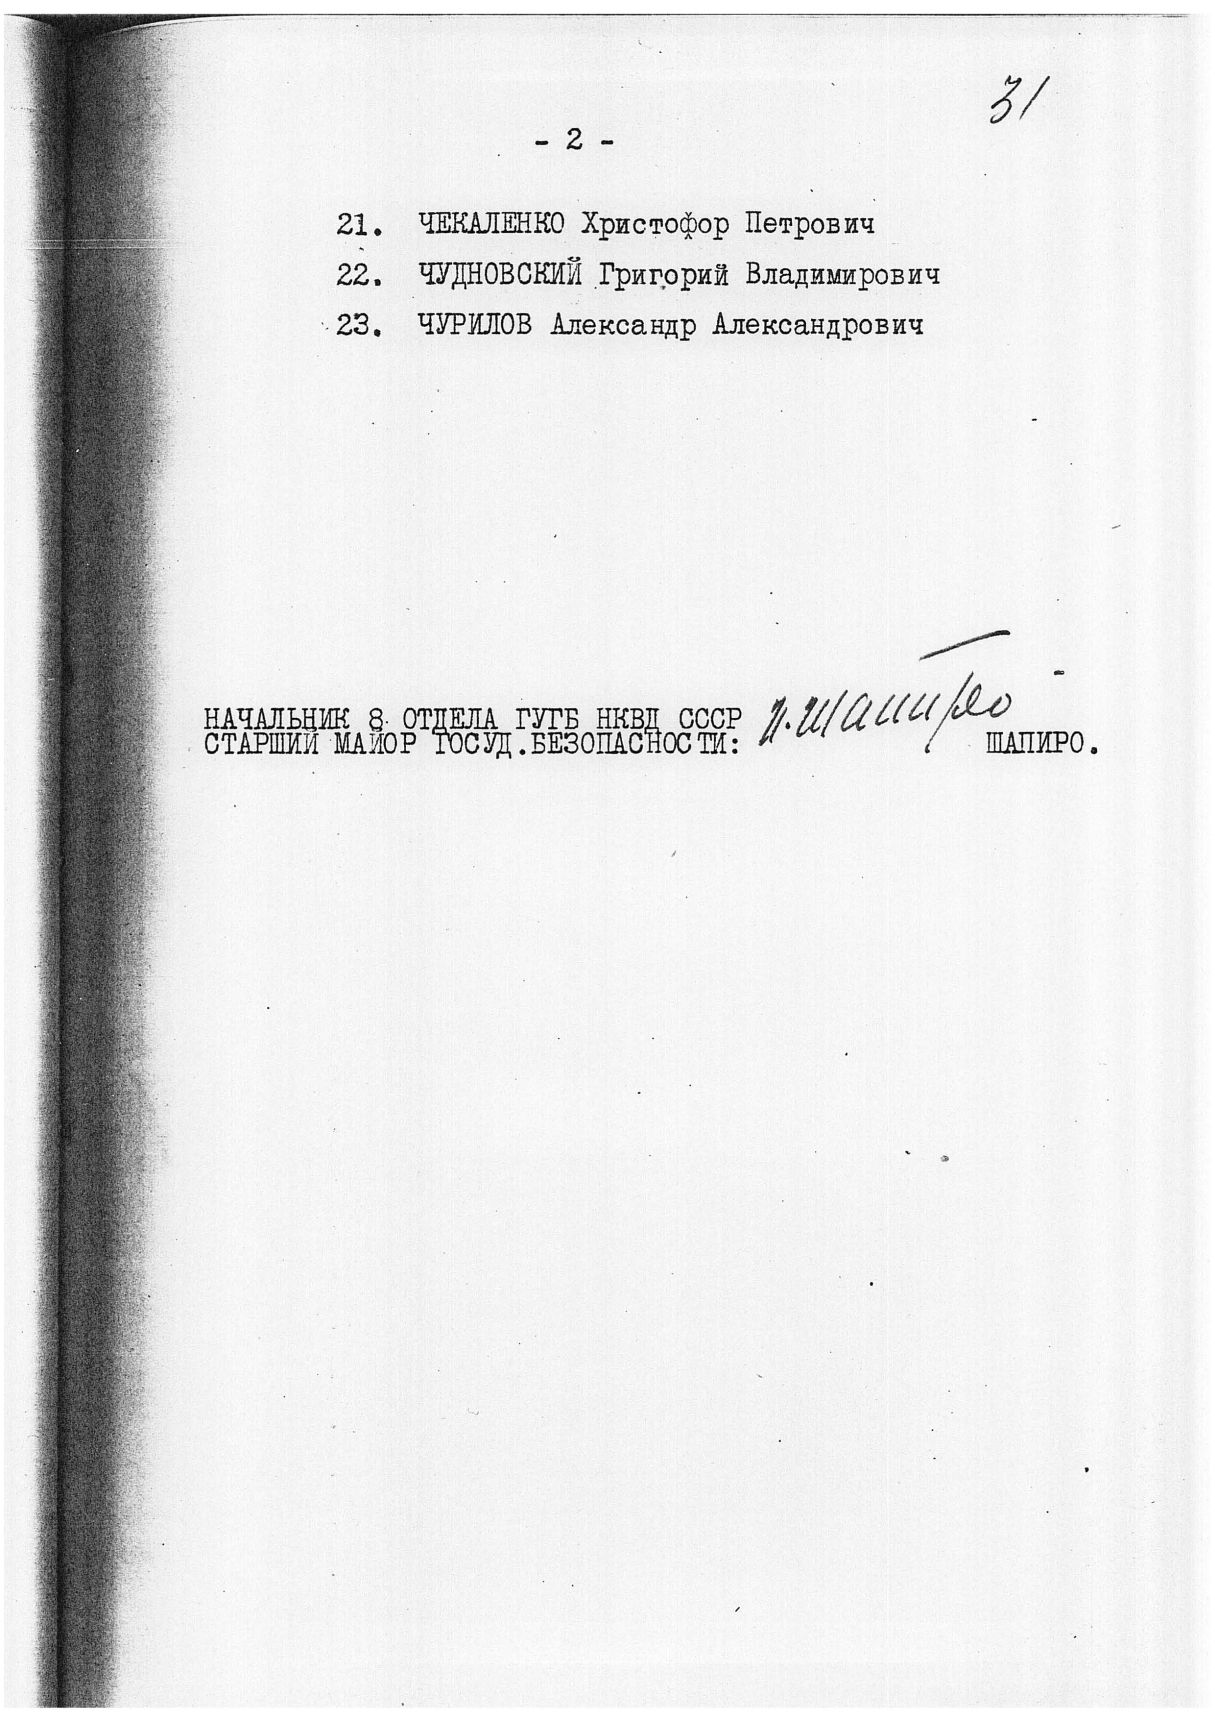 31
- 2 -
21. ЧЕКАЛЕНКО Христофор Петрович
22. ЧУДНОВСКИЙ Григорий Владимирович
23. ЧУРИЛОВ Александр Александрович
НАЧАЛЬНИК 8 ОТДЕЛА ГУГБ НКВД СССР
СТАРШИЙ МАЙОР ГОСУД.БЕЗОПАСНОСТИ: И.Шапиро ШАПИРО.